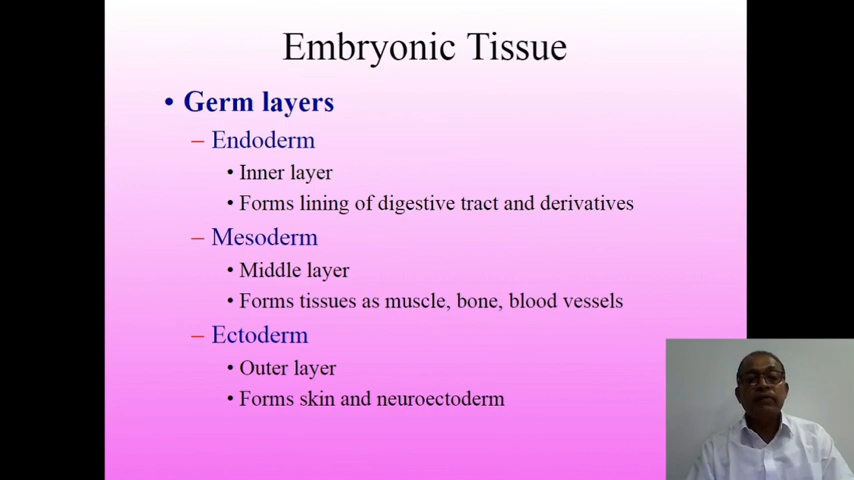 Embryonic Tissue
• Germ layers
– Endoderm
• Inner layer
• Forms lining of digestive tract and derivatives
– Mesoderm
• Middle layer
• Forms tissues as muscle, bone, blood vessels
– Ectoderm
• Outer layer
• Forms skin and neuroectoderm